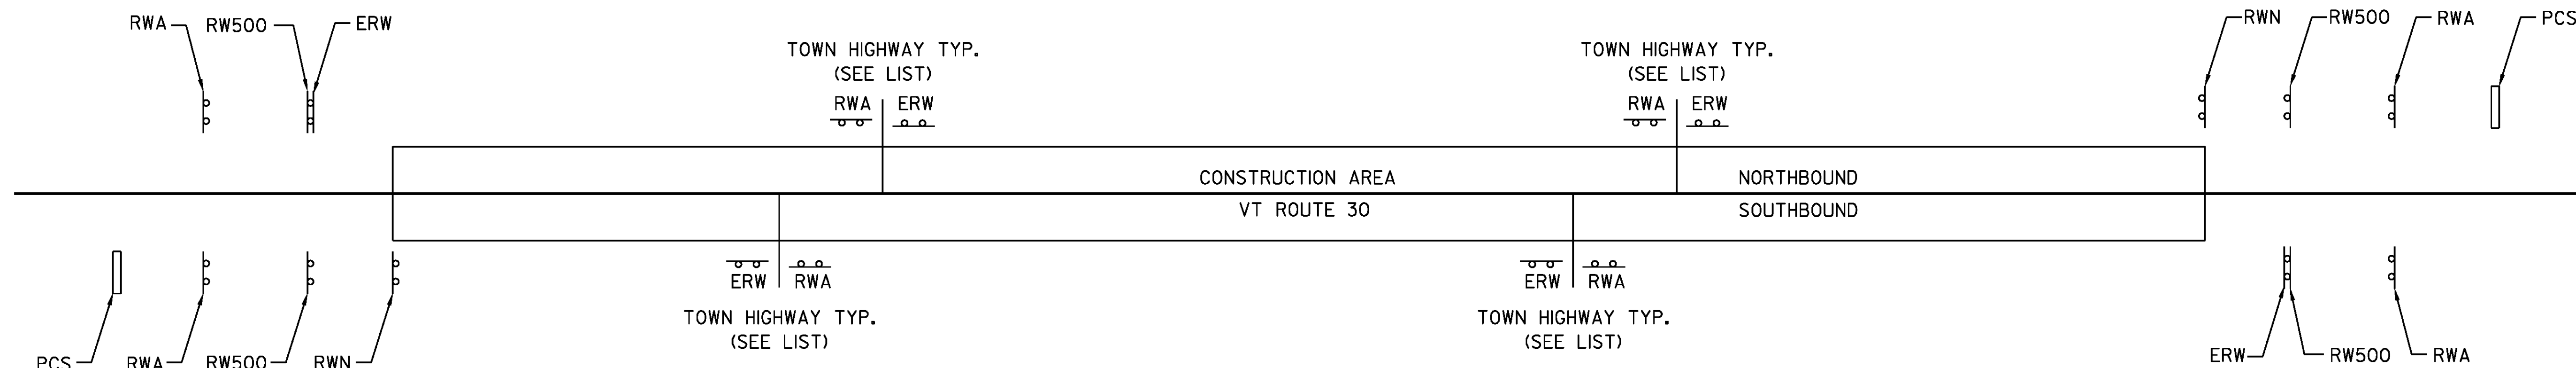 RWA RW500 ERW
RWN RW500 RWA PCS
TOWN HIGHWAY TYP.
(SEE LIST)
RWA ERW
TOWN HIGHWAY TYP.
(SEE LIST)
RWA ERW
CONSTRUCTION AREA NORTHBOUND
VT ROUTE 30 SOUTHBOUND
ERW RWA
TOWN HIGHWAY TYP.
(SEE LIST)
ERW RWA
TOWN HIGHWAY TYP.
(SEE LIST)
PCS RWA RW500 RWN
ERW RW500 RWA